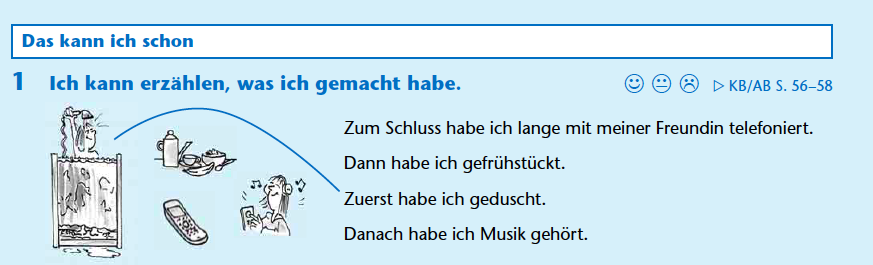 Das kann ich schon
1 Ich kann erzählen, was ich gemacht habe.
▷ KB/AB S. 56–58
Zum Schluss habe ich lange mit meiner Freundin telefoniert.
Dann habe ich gefrühstückt.
Zuerst habe ich geduscht.
Danach habe ich Musik gehört.